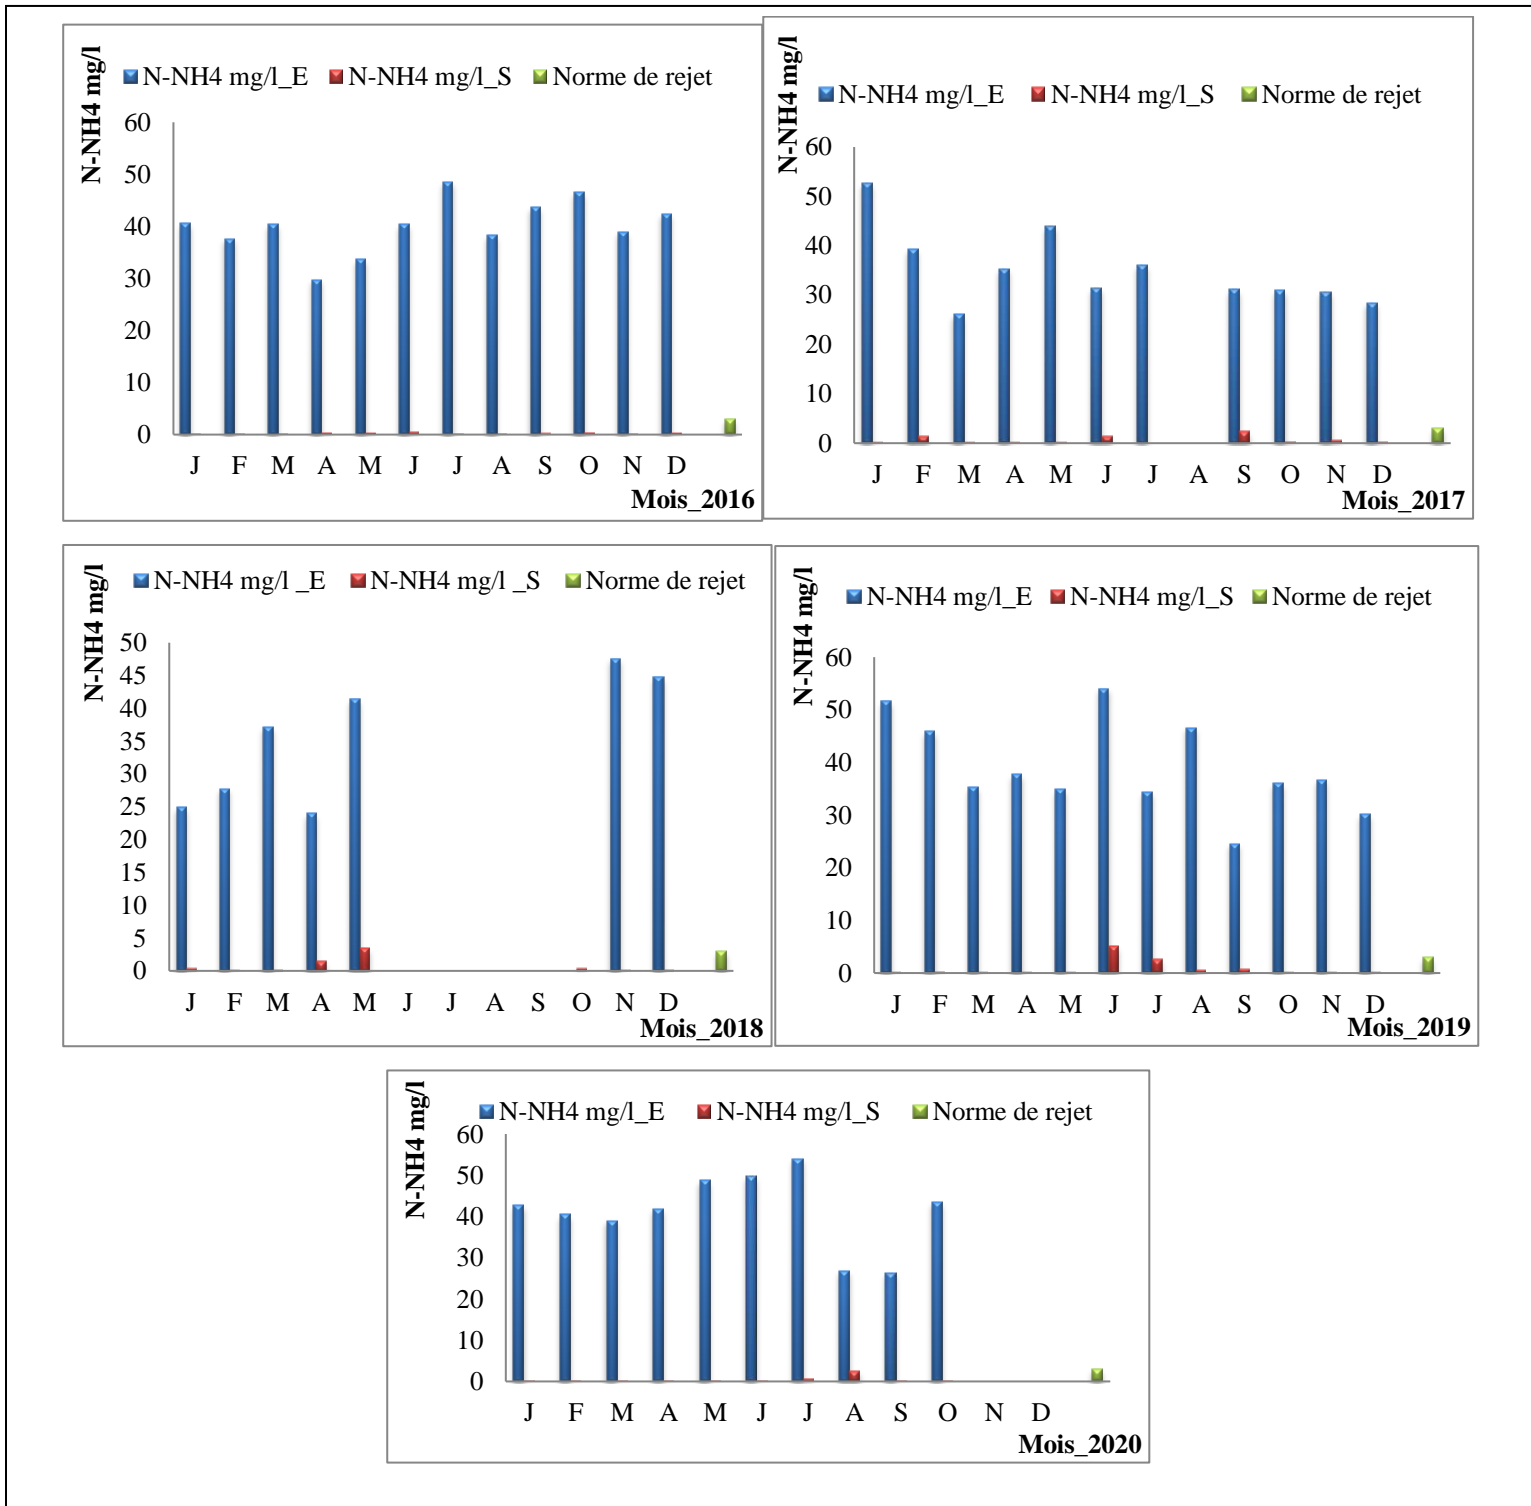 N-NH4 mg/l
N-NH4 mg/l_E N-NH4 mg/l_S Norme de rejet
60
50
40
30
20
10
0
J F M A M J J A S O N D
Mois_2016
N-NH4 mg/l
N-NH4 mg/l_E N-NH4 mg/l_S Norme de rejet
60
50
40
30
20
10
0
J F M A M J J A S O N D
Mois_2017
N-NH4 mg/l
N-NH4 mg/l _E N-NH4 mg/l _S Norme de rejet
50
45
40
35
30
25
20
15
10
5
0
J F M A M J J A S O N D
Mois_2018
N-NH4 mg/l
N-NH4 mg/l_E N-NH4 mg/l_S Norme de rejet
60
50
40
30
20
10
0
J F M A M J J A S O N D
Mois_2019
N-NH4 mg/l
N-NH4 mg/l_E N-NH4 mg/l_S Norme de rejet
60
50
40
30
20
10
0
J F M A M J J A S O N D
Mois_2020